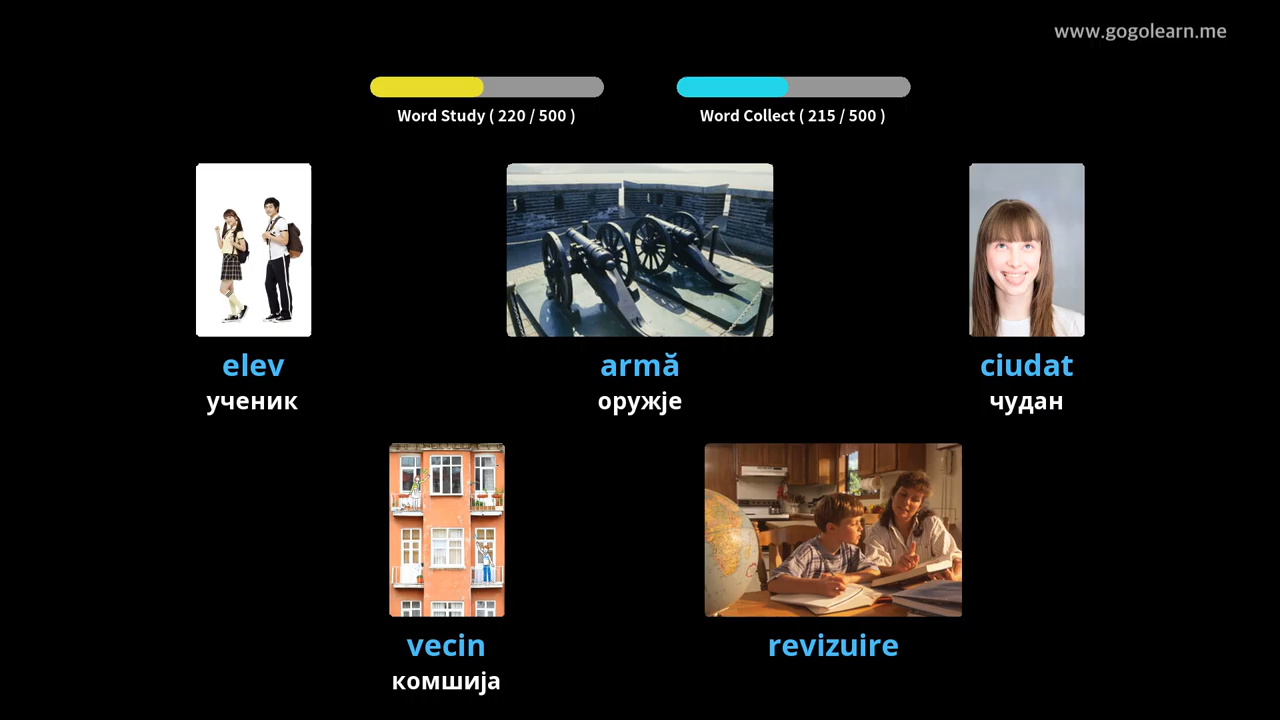 www.gogolearn.me
Word Study ( 220 / 500 )
Word Collect ( 215 / 500 )
elev
ученик
armă
оружје
ciudat
чудан
vecin
комшија
revizuire